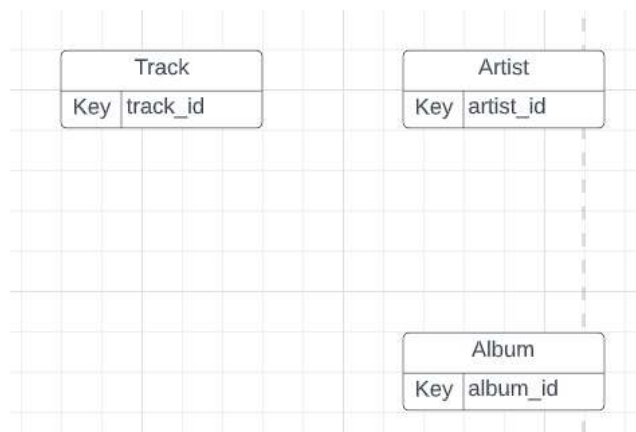 Track
Key track_id
Artist
Key artist_id
Album
Key album_id